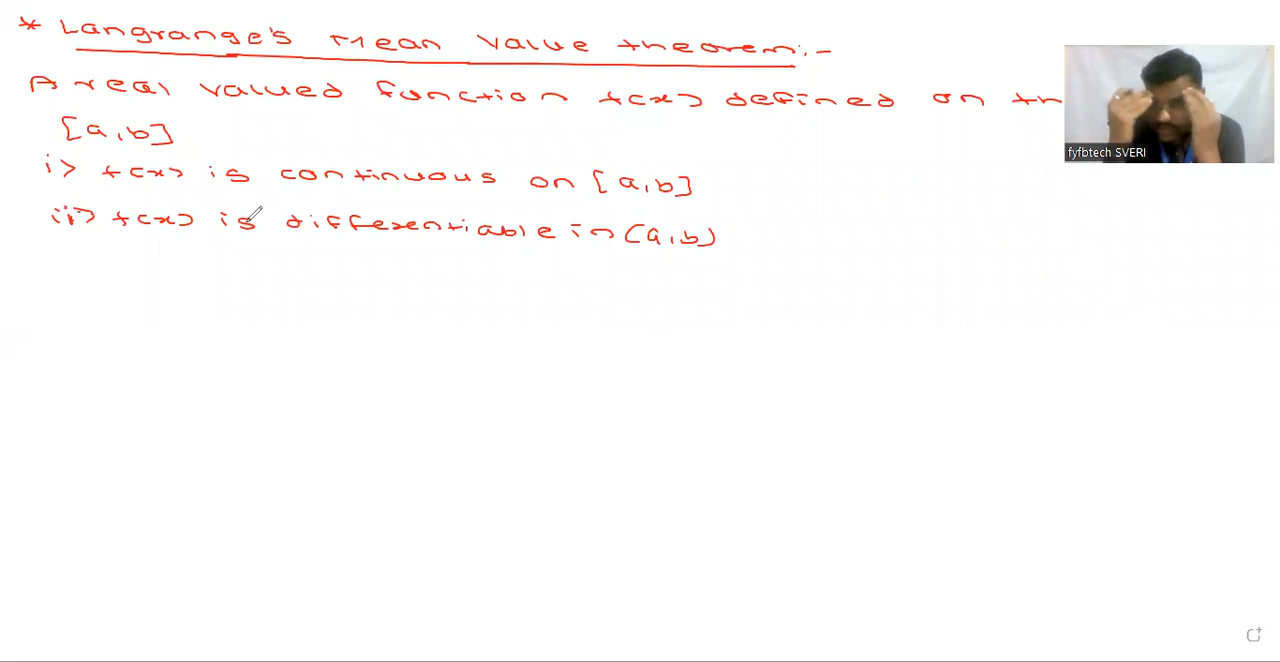 * Langrange's Mean Value theorem:-
A real valued function f(x) defined on th
[a,b]
i> f(x) is continuous on [a,b]
ii> f(x) is differentiable in (a,b)
fyfbtech SVERI